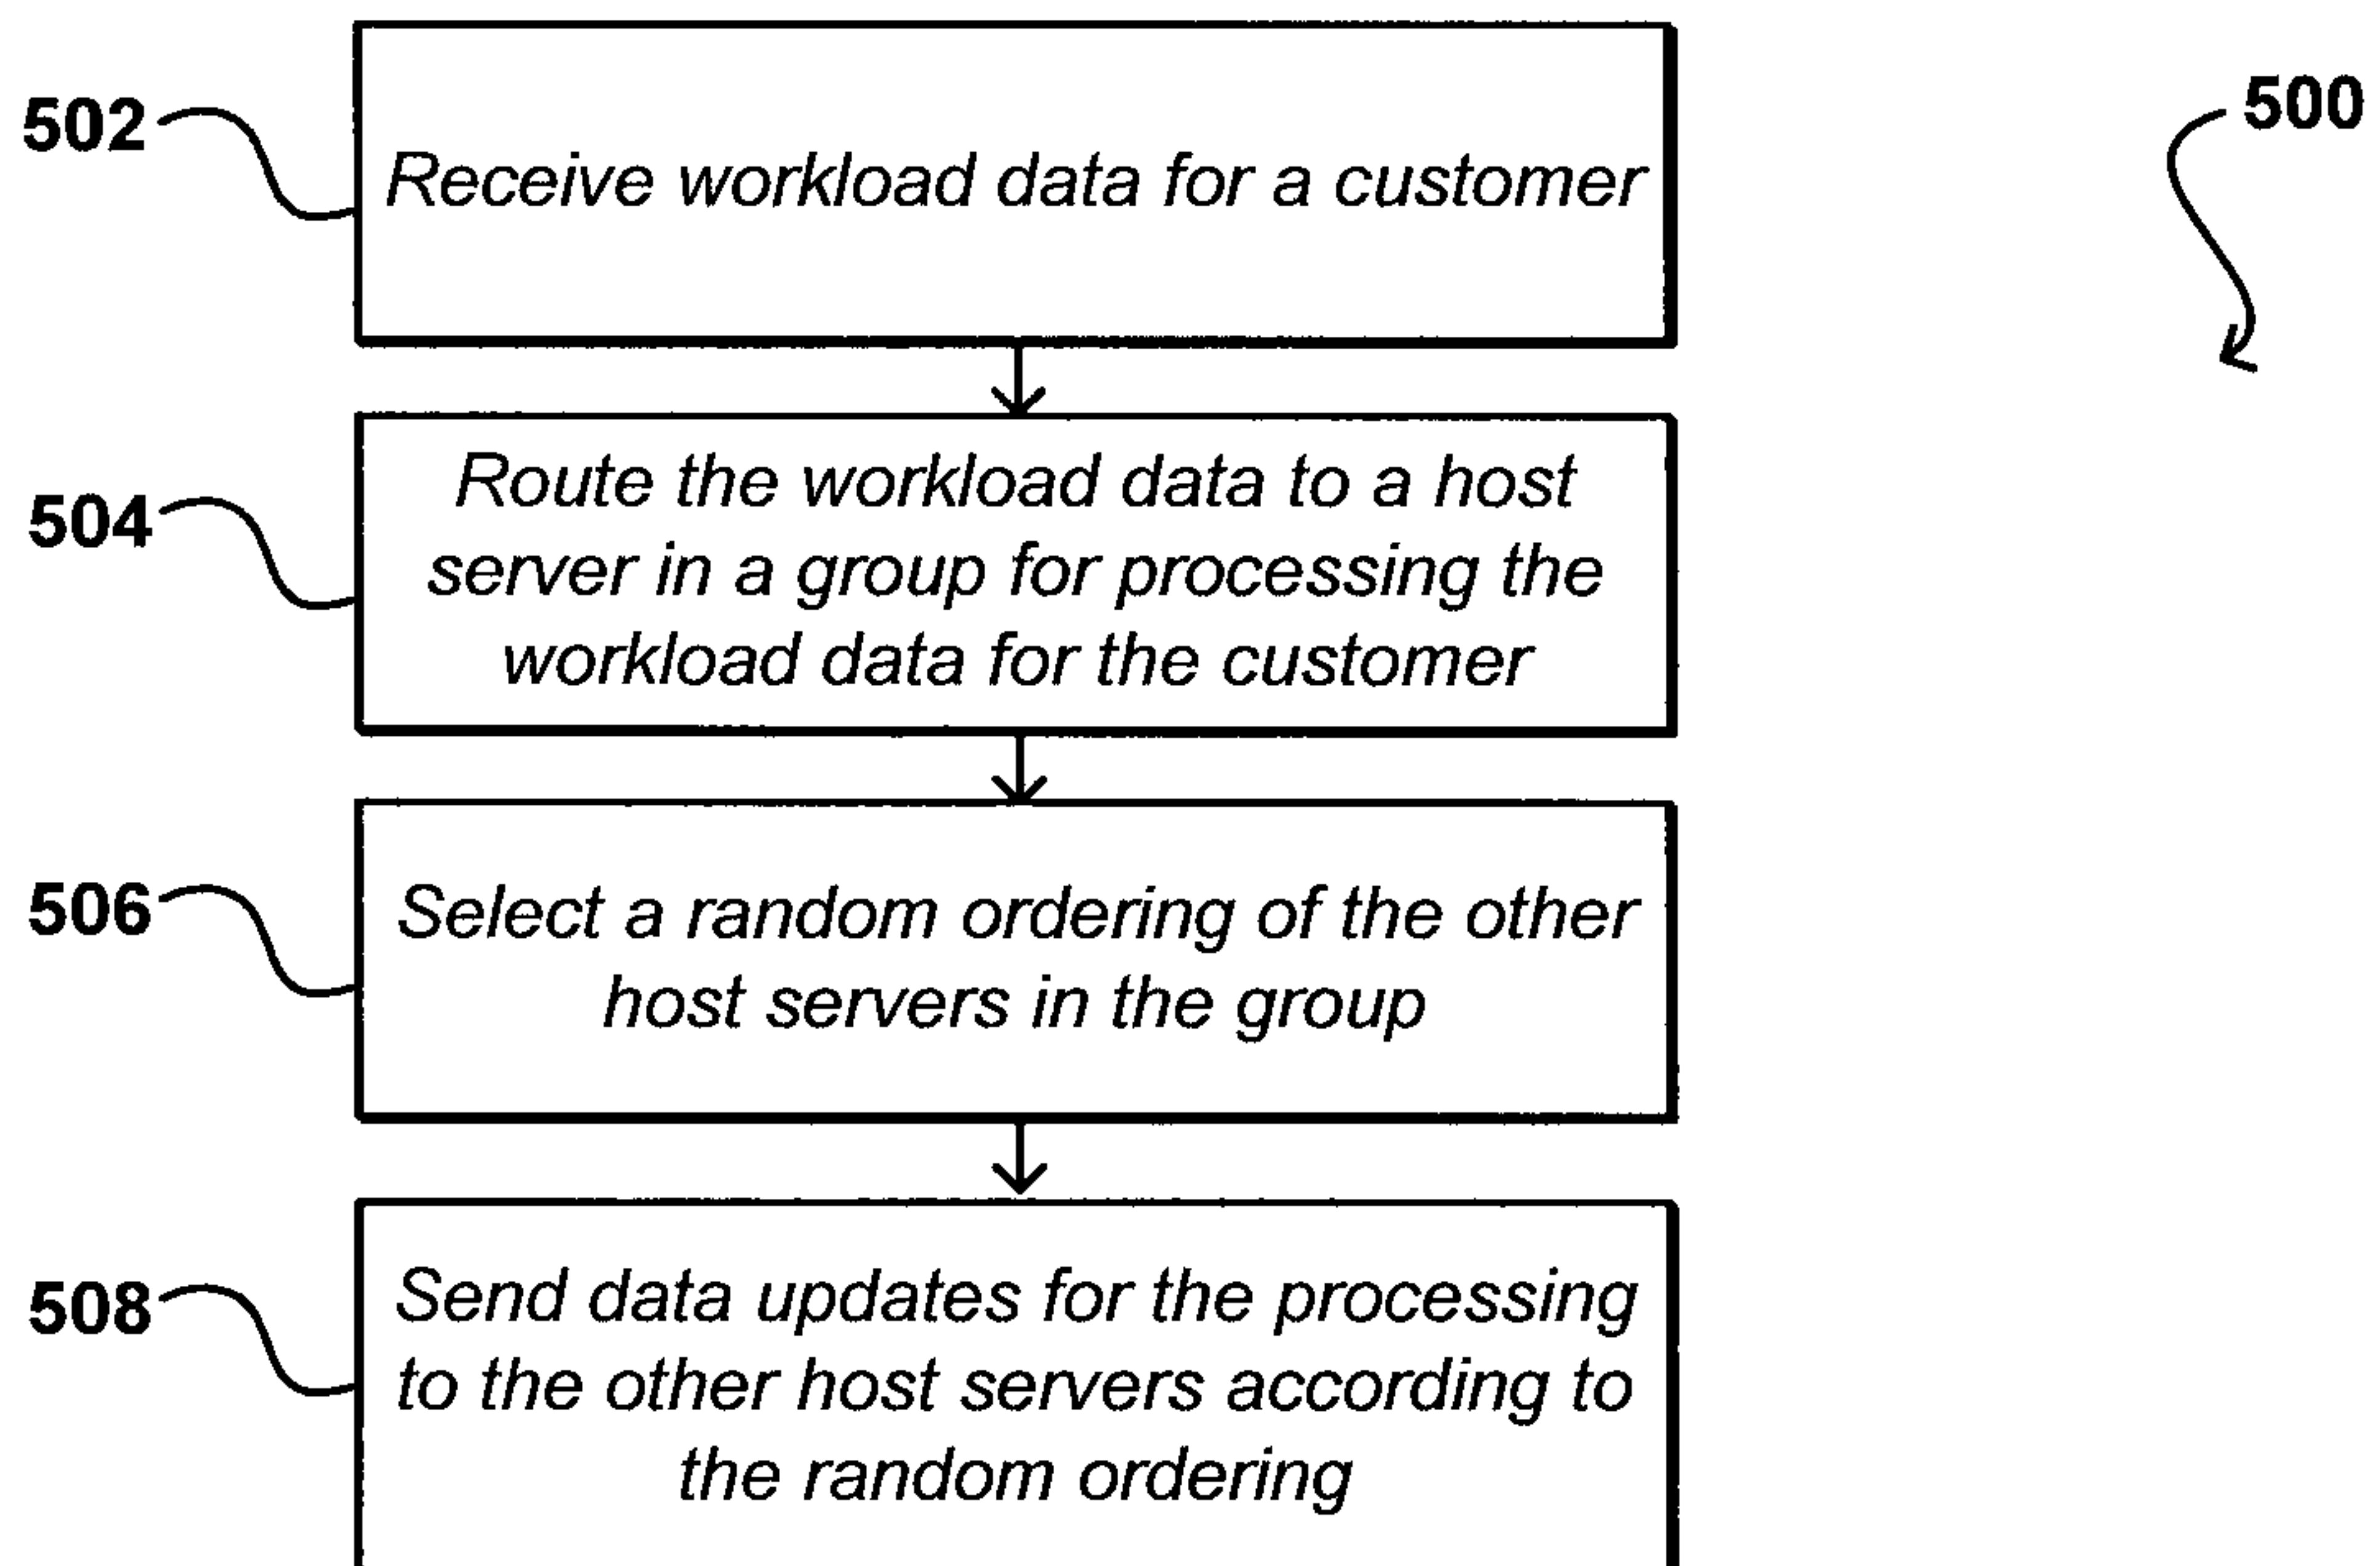 500
502
Receive workload data for a customer
504
Route the workload data to a host
server in a group for processing the
workload data for the customer
506
Select a random ordering of the other
host servers in the group
508
Send data updates for the processing
to the other host servers according to
the random ordering